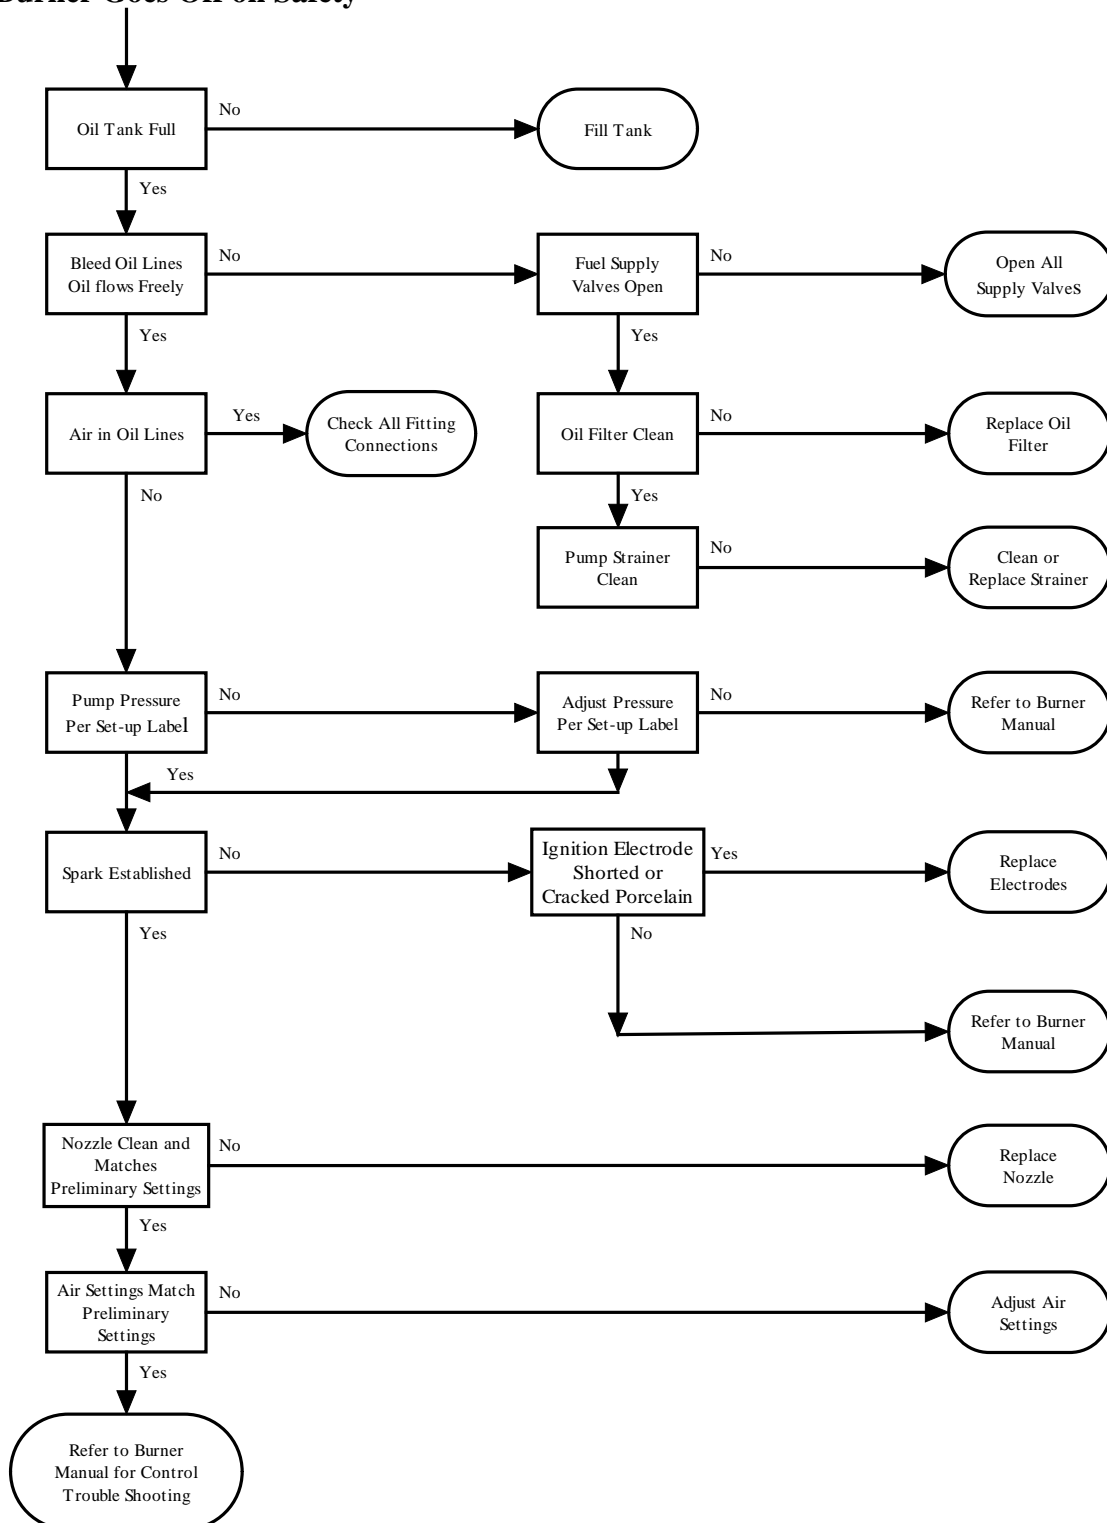 Burner Goes Off on Safety
Oil Tank Full
No
Fill Tank
Yes
Bleed Oil Lines
Oil flows Freely
No
Fuel Supply
Valves Open
No
Open All
Supply Valves
Yes
Yes
Air in Oil Lines
Yes
Check All Fitting
Connections
Oil Filter Clean
No
Replace Oil
Filter
No
Yes
Pump Strainer
Clean
No
Clean or
Replace Strainer
Pump Pressure
Per Set-up Label
No
Adjust Pressure
Per Set-up Label
No
Refer to Burner
Manual
Yes
Spark Established
No
Ignition Electrode
Shorted or
Cracked Porcelain
Yes
Replace
Electrodes
Yes
No
Refer to Burner
Manual
Nozzle Clean and
Matches
Preliminary Settings
No
Replace
Nozzle
Yes
Air Settings Match
Preliminary
Settings
No
Adjust Air
Settings
Yes
Refer to Burner
Manual for Control
Trouble Shooting